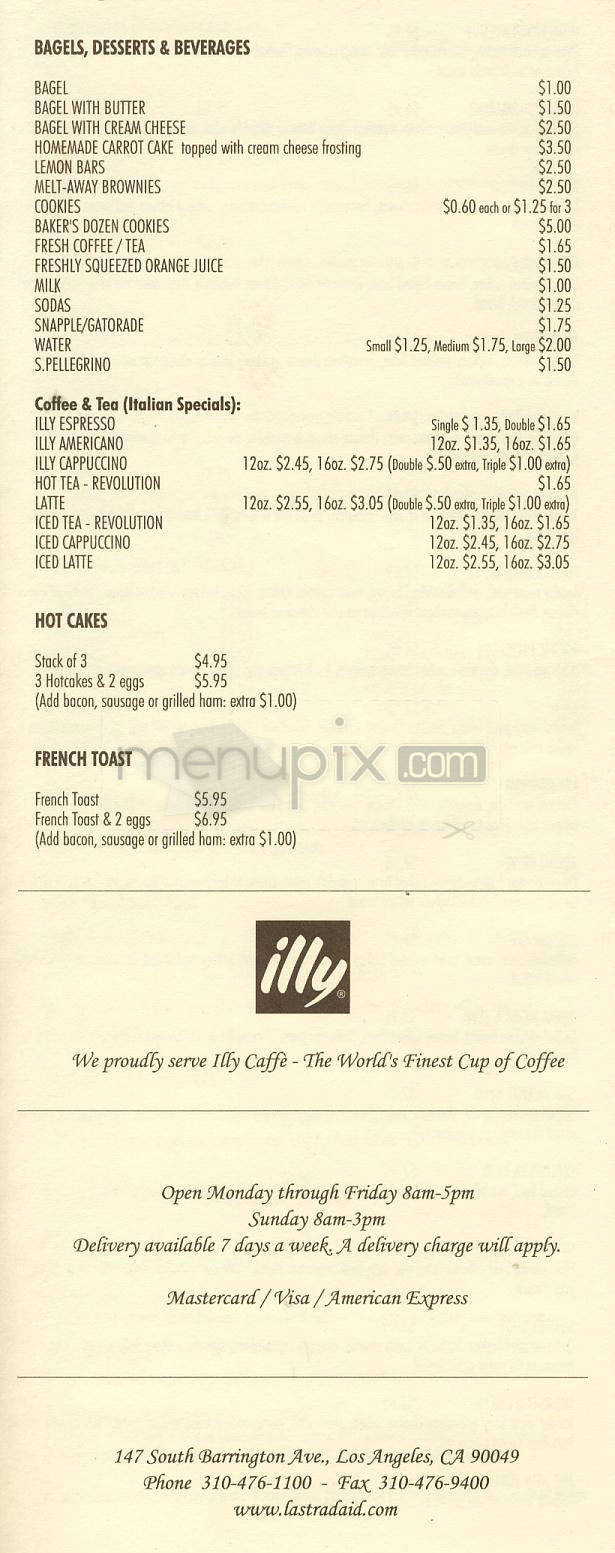 BAGELS, DESSERTS & BEVERAGES
BAGEL $1.00
BAGEL WITH BUTTER $1.50
BAGEL WITH CREAM CHEESE $2.50
HOMEMADE CARROT CAKE topped with cream cheese frosting $3.50
LEMON BARS $2.50
MELT-AWAY BROWNIES $2.50
COOKIES $0.60 each or $1.25 for 3
BAKER'S DOZEN COOKIES $5.00
FRESH COFFEE / TEA $1.65
FRESHLY SQUEEZED ORANGE JUICE $1.50
MILK $1.00
SODAS $1.25
SNAPPLE/GATORADE $1.75
WATER Small $1.25, Medium $1.75, Large $2.00
S.PELLEGRINO $1.50
Coffee & Tea (Italian Specials):
ILLY ESPRESSO Single $ 1.35, Double $1.65
ILLY AMERICANO 12oz. $1.35, 16oz. $1.65
ILLY CAPPUCCINO 12oz. $2.45, 16oz. $2.75 (Double $.50 extra, Triple $1.00 extra)
HOT TEA - REVOLUTION $1.65
LATTE 12oz. $2.55, 16oz. $3.05 (Double $.50 extra, Triple $1.00 extra)
ICED TEA - REVOLUTION 12oz. $1.35, 16oz. $1.65
ICED CAPPUCCINO 12oz. $2.45, 16oz. $2.75
ICED LATTE 12oz. $2.55, 16oz. $3.05
HOT CAKES
Stack of 3 $4.95
3 Hotcakes & 2 eggs $5.95
(Add bacon, sausage or grilled ham: extra $1.00)
FRENCH TOAST
menupix.com
French Toast $5.95
French Toast & 2 eggs $6.95
(Add bacon, sausage or grilled ham: extra $1.00)
illy®
We proudly serve Illy Caffè - The World's Finest Cup of Coffee
Open Monday through Friday 8am-5pm
Sunday 8am-3pm
Delivery available 7 days a week. A delivery charge will apply.
Mastercard / Visa / American Express
147 South Barrington Ave., Los Angeles, CA 90049
Phone 310-476-1100 - Fax 310-476-9400
www.lastradaid.com